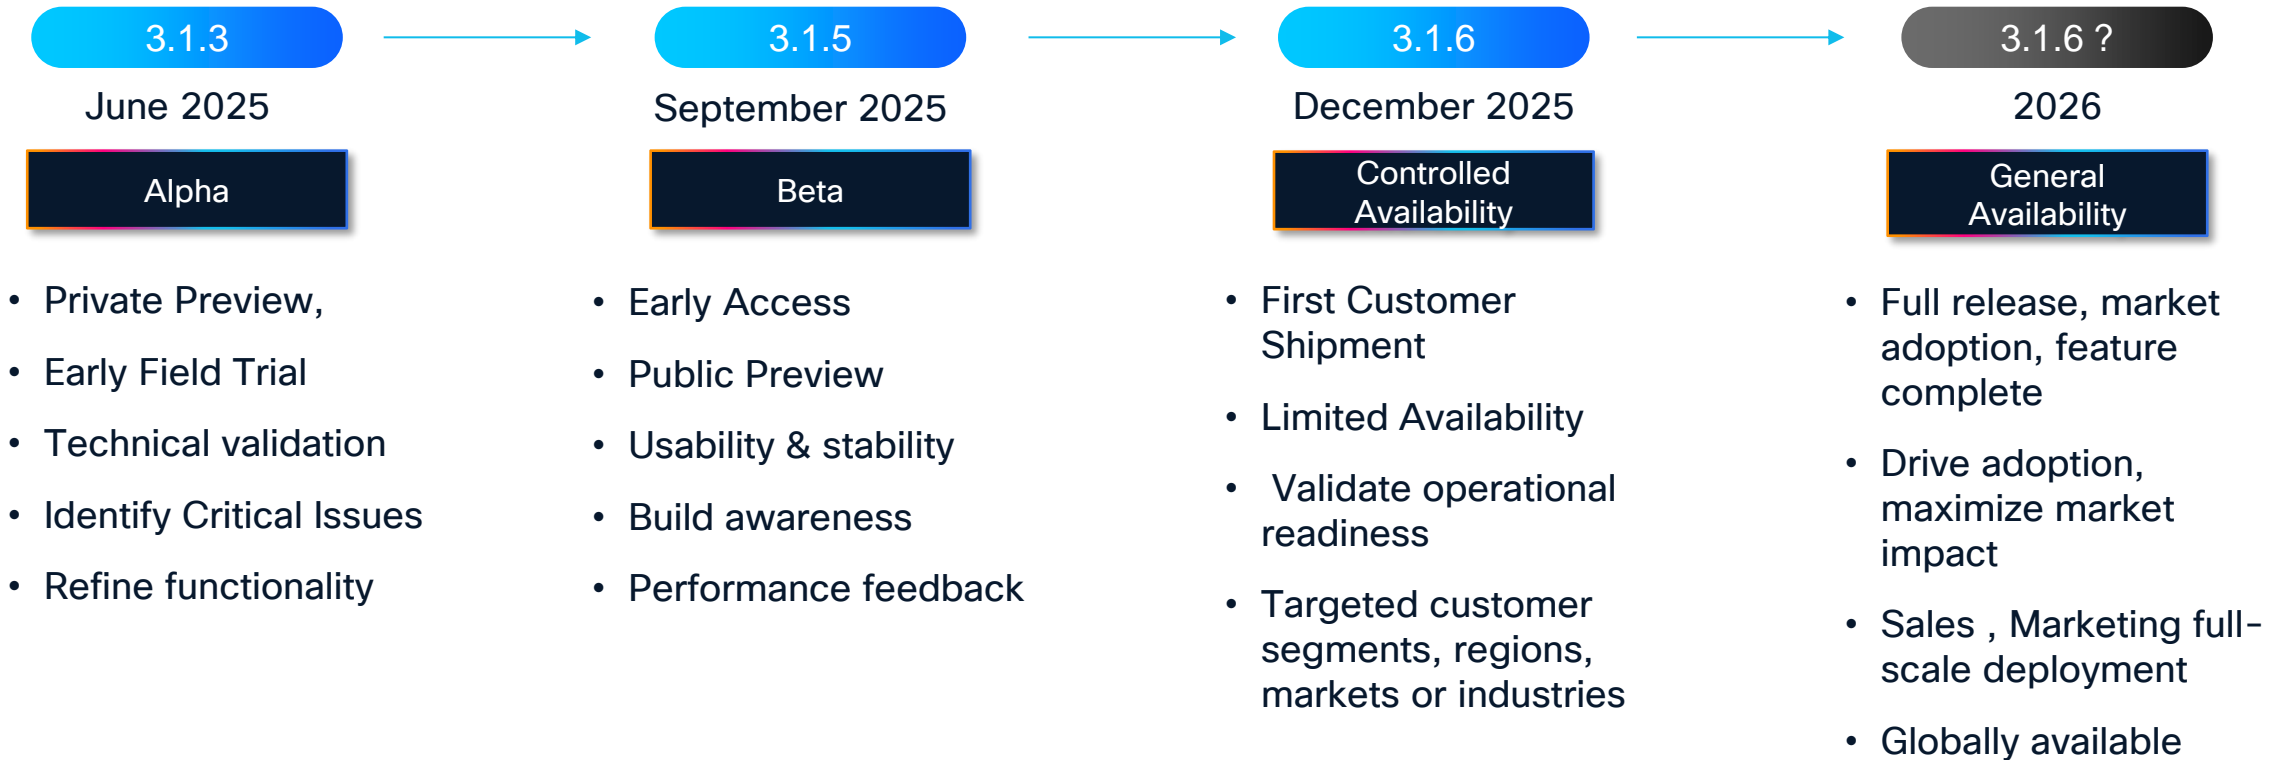 3.1.3
June 2025
Alpha
• Private Preview,
• Early Field Trial
• Technical validation
• Identify Critical Issues
• Refine functionality
3.1.5
September 2025
Beta
• Early Access
• Public Preview
• Usability & stability
• Build awareness
• Performance feedback
3.1.6
December 2025
Controlled
Availability
• First Customer
Shipment
• Limited Availability
• Validate operational
readiness
• Targeted customer
segments, regions,
markets or industries
3.1.6 ?
2026
General
Availability
• Full release, market
adoption, feature
complete
• Drive adoption,
maximize market
impact
• Sales , Marketing full-
scale deployment
• Globally available